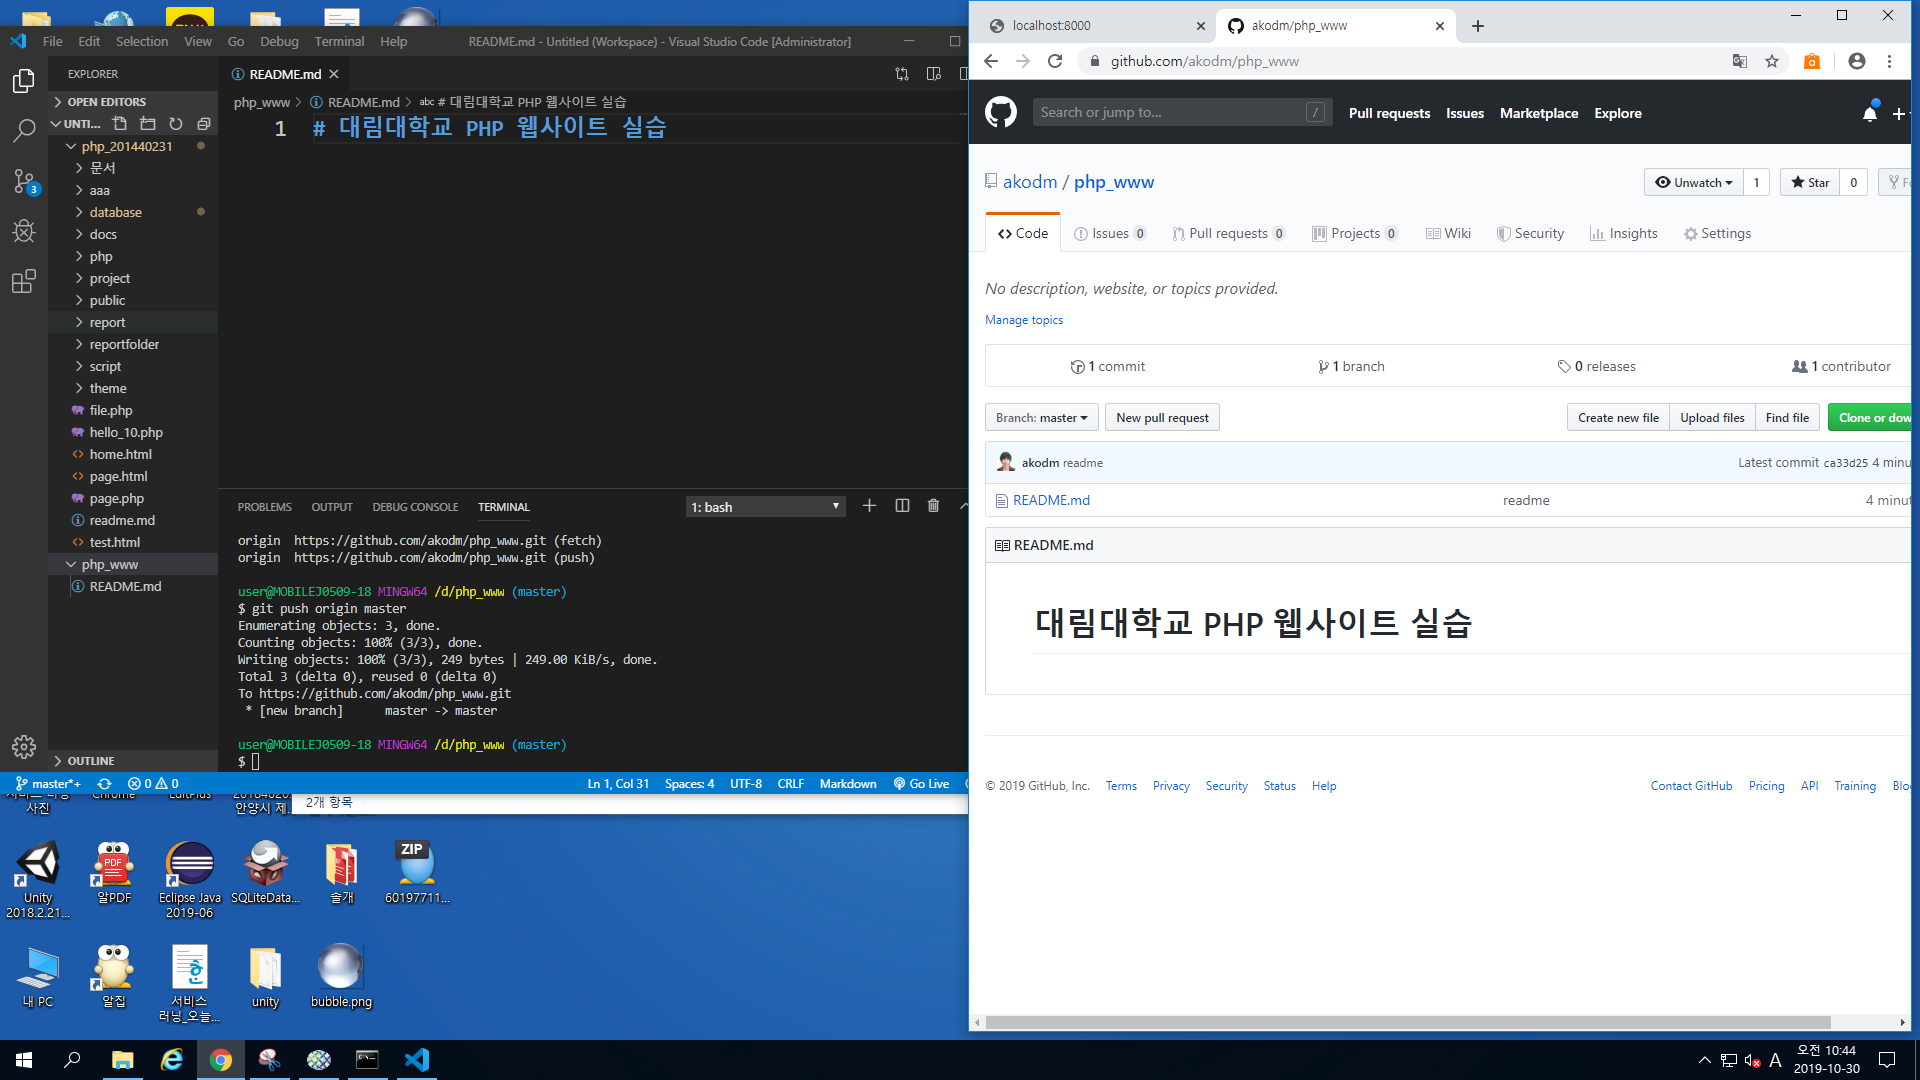 File Edit Selection View Go Debug Terminal Help
README.md - Untitled (Workspace) - Visual Studio Code [Administrator]
EXPLORER
OPEN EDITORS
UNTI...
php_201440231
문서
aaa
database
docs
php
project
public
report
reportfolder
script
theme
file.php
hello_10.php
home.html
page.html
page.php
readme.md
test.html
php_www
README.md
OUTLINE
3
README.md
php_www > README.md > # 대림대학교 PHP 웹사이트 실습
1 # 대림대학교 PHP 웹사이트 실습
PROBLEMS OUTPUT DEBUG CONSOLE TERMINAL
1: bash
origin https://github.com/akodm/php_www.git (fetch)
origin https://github.com/akodm/php_www.git (push)
user@MOBILEJ0509-18 MINGW64 /d/php_www (master)
$ git push origin master
Enumerating objects: 3, done.
Counting objects: 100% (3/3), done.
Writing objects: 100% (3/3), 249 bytes | 249.00 KiB/s, done.
Total 3 (delta 0), reused 0 (delta 0)
To https://github.com/akodm/php_www.git
* [new branch] master -> master
user@MOBILEJ0509-18 MINGW64 /d/php_www (master)
$
master*+ 0 0 Ln 1, Col 31 Spaces: 4 UTF-8 CRLF Markdown Go Live
2개 항목
사진
안양시 제...
Unity
2018.2.21...
알PDF
Eclipse Java
2019-06
SQLiteData...
솔개
ZIP
60197711...
내 PC
알집
서비스
러닝_오늘...
unity
bubble.png
localhost:8000
akodm/php_www
github.com/akodm/php_www
Search or jump to... /
Pull requests Issues Marketplace Explore
akodm / php_www
Unwatch 1
Star 0
Code
Issues 0
Pull requests 0
Projects 0
Wiki
Security
Insights
Settings
No description, website, or topics provided.
Manage topics
1 commit
1 branch
0 releases
1 contributor
Branch: master
New pull request
Create new file
Upload files
Find file
Clone or dow
akodm readme
Latest commit ca33d25 4 minu
README.md readme 4 minut
README.md
대림대학교 PHP 웹사이트 실습
© 2019 GitHub, Inc. Terms Privacy Security Status Help
Contact GitHub Pricing API Training Blog
A
오전 10:44
2019-10-30